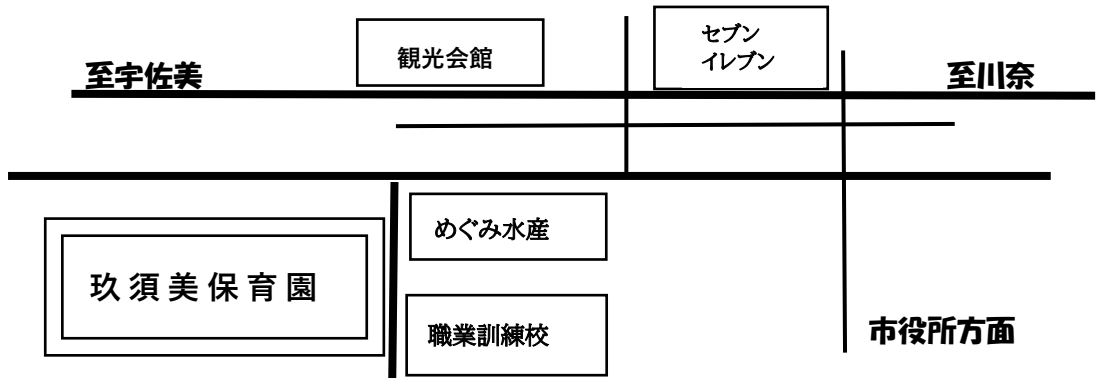 観光会館
セブン
イレブン
至宇佐美
至川奈
めぐみ水産
玖須美保育園
職業訓練校
市役所方面